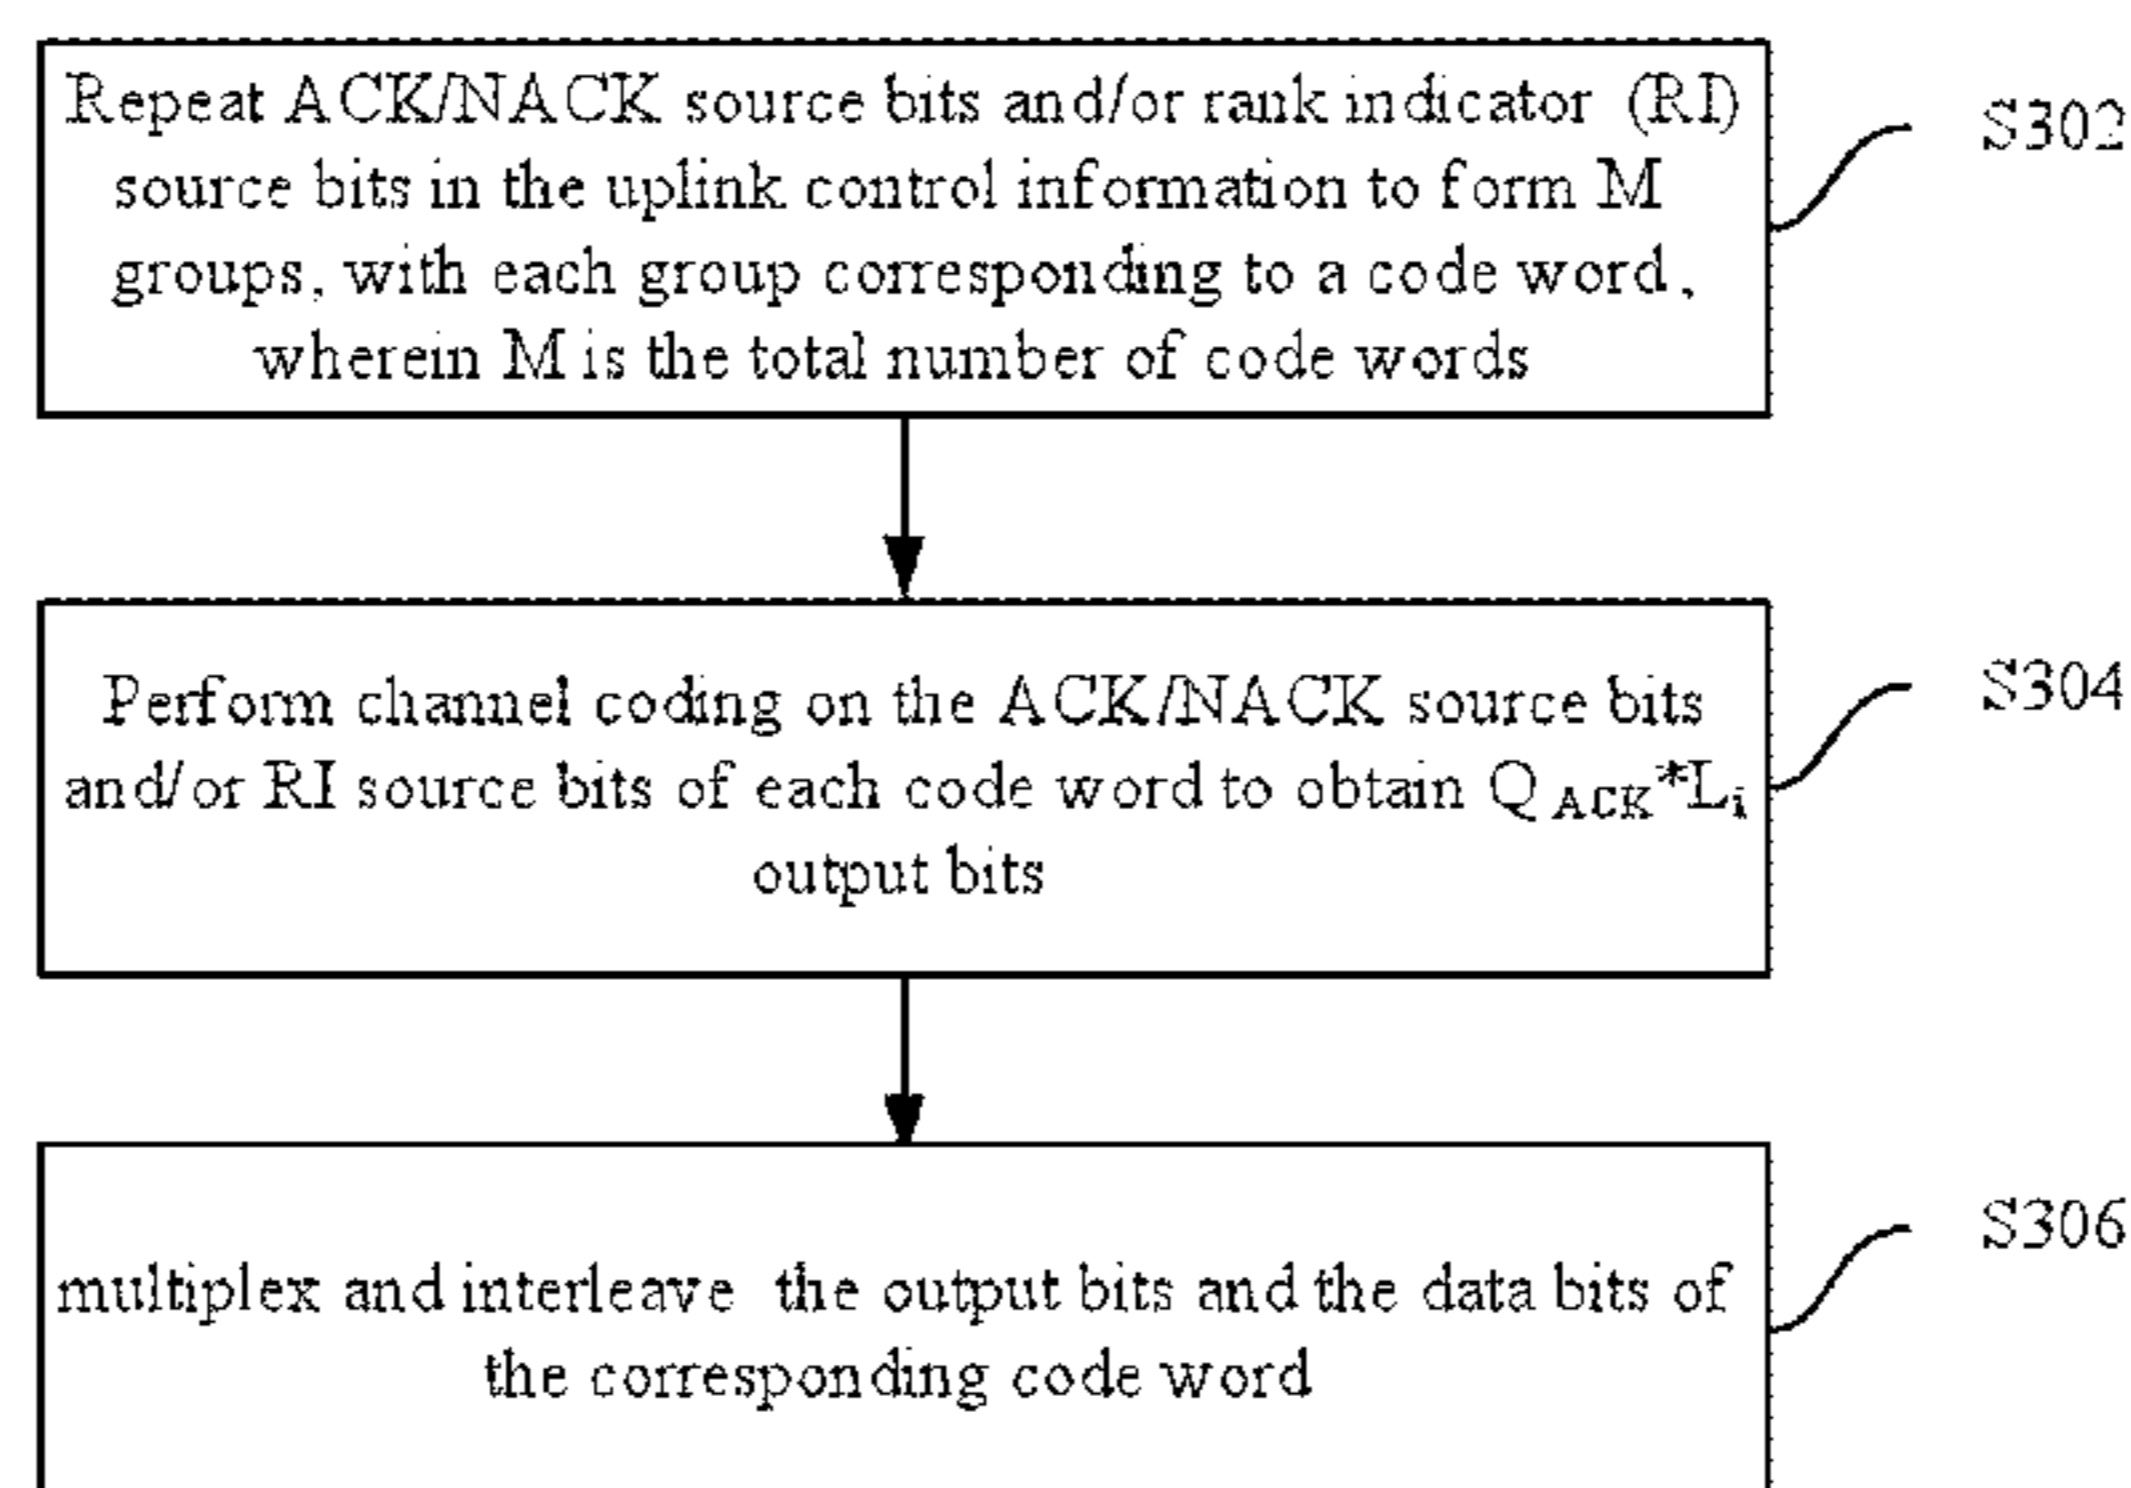 Repeat ACK/NACK source bits and/or rank indicator (RI)
source bits in the uplink control information to form M
groups, with each group corresponding to a code word,
wherein M is the total number of code words
S302
Perform channel coding on the ACK/NACK source bits
and/or RI source bits of each code word to obtain Q ACK*Li
output bits
S304
multiplex and interleave the output bits and the data bits of
the corresponding code word
S306